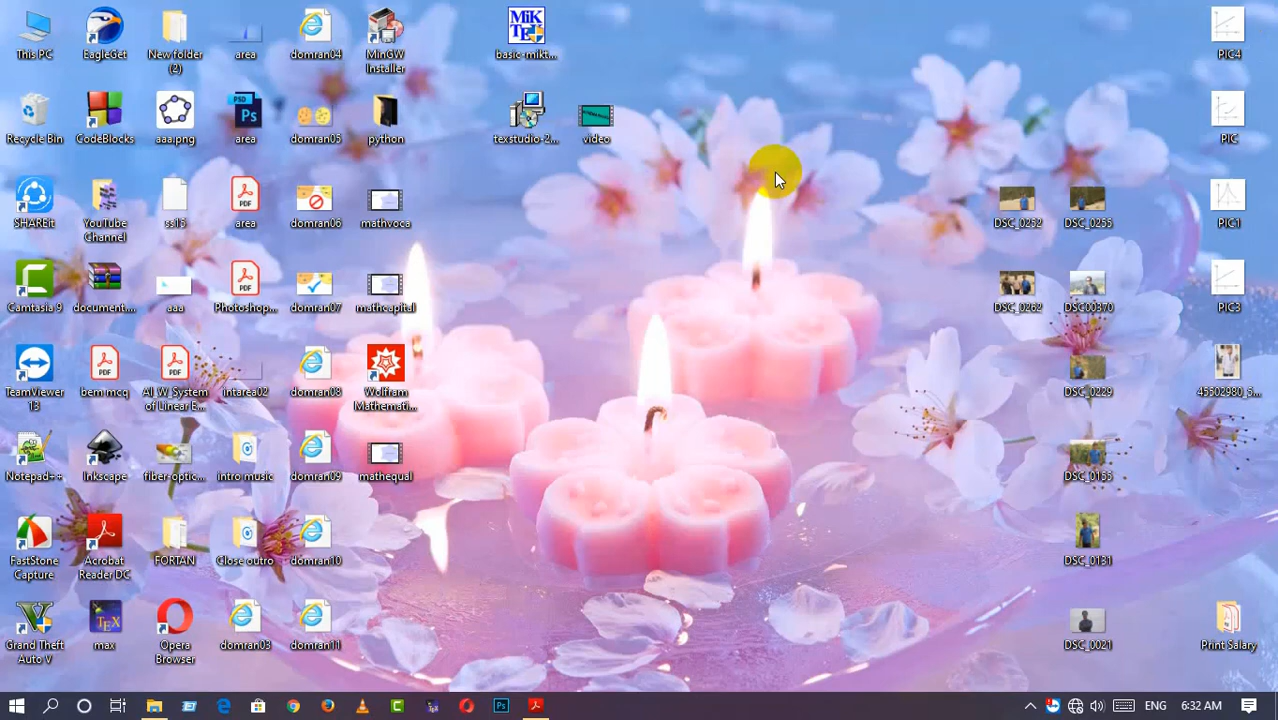 This PC
EagleGet
New folder
(2)
area
domran04
MinGW
Installer
basic-mikt...
PIC4
Recycle Bin
CodeBlocks
aaa.png
area
domran05
python
texstudio-2...
video
PIC
SHAREit
YouTube
Channel
ss15
area
domran06
mathvoca
DSC_0252
DSC_0255
PIC1
Camtasia 9
document...
aaa
Photoshop...
domran07
mathcapital
DSC_0262
DSC00370
PIC3
TeamViewer
13
bem mcq
AI_W_System
of Linear E...
intarea02
domran08
Wolfram
Mathemati...
DSC_0229
45502980_5...
Notepad++
Inkscape
fiber-optic...
intro music
domran09
mathequal
DSC_0155
FastStone
Capture
Acrobat
Reader DC
FORTAN
Close outro
domran10
DSC_0131
Grand Theft
Auto V
max
Opera
Browser
domran03
domran11
DSC_0021
Print Salary
ENG
6:32 AM